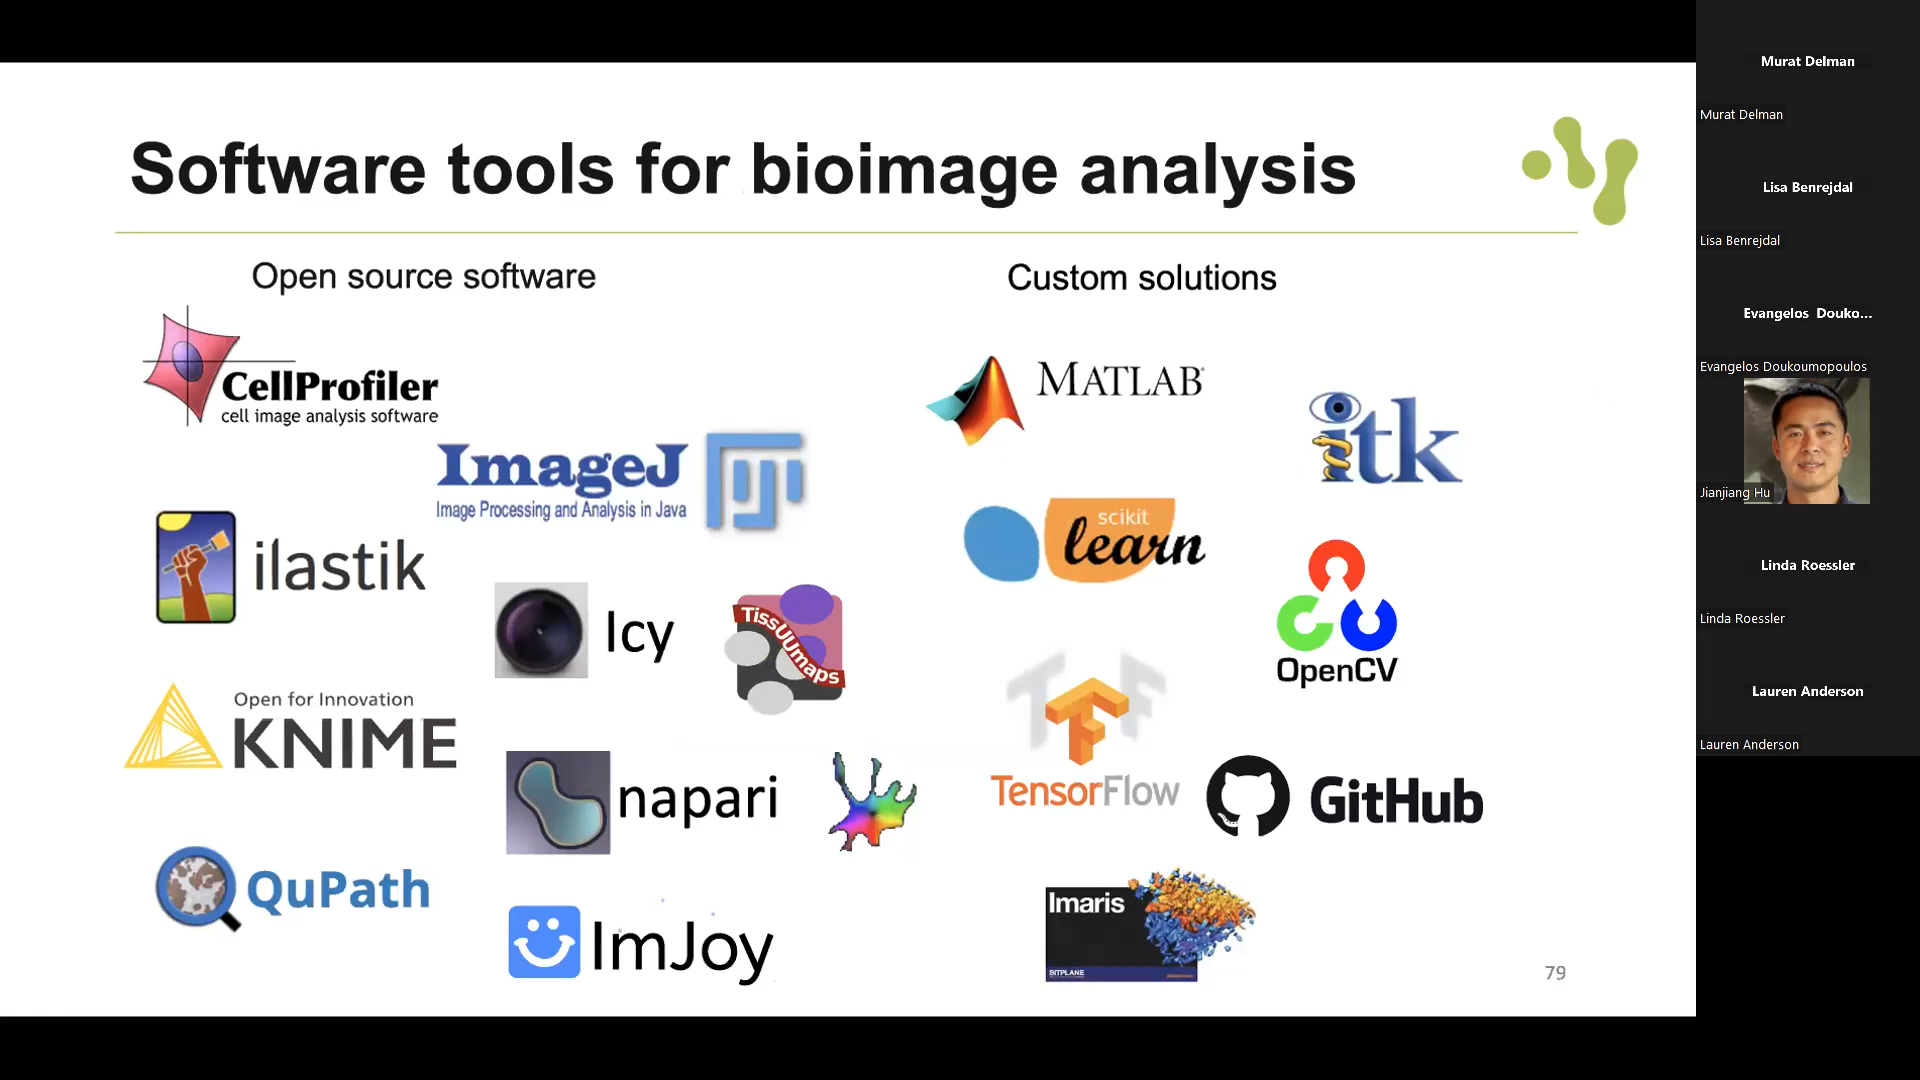 Software tools for bioimage analysis
Open source software
CellProfiler
cell image analysis software
ImageJ
Image Processing and Analysis in Java
ilastik
Icy
TissUUmaps
Open for Innovation
KNIME
napari
QuPath
ImJoy
Custom solutions
MATLAB
itk
scikit
learn
OpenCV
TensorFlow
GitHub
Imaris
BITPLANE
79
Murat Delman
Murat Delman
Lisa Benrejdal
Lisa Benrejdal
Evangelos Douko...
Evangelos Doukoumopoulos
Jianjiang Hu
Linda Roessler
Linda Roessler
Lauren Anderson
Lauren Anderson